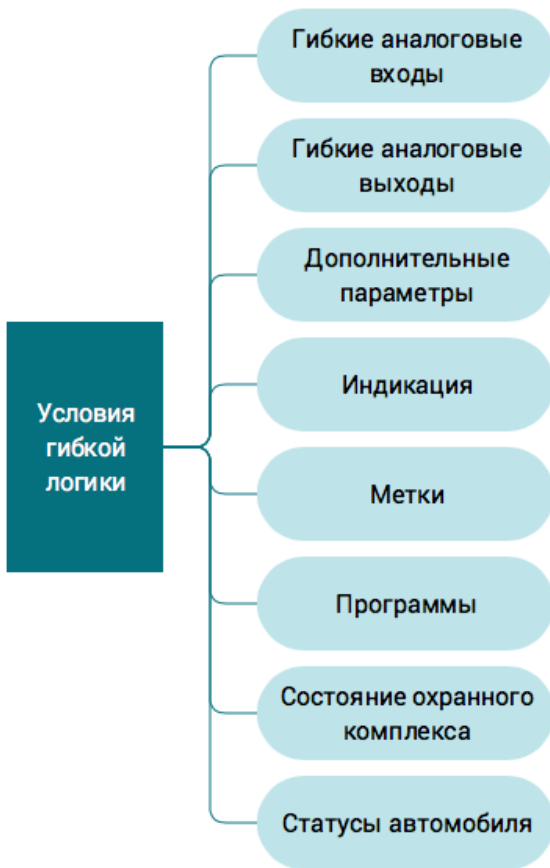 Гибкие аналоговые
входы
Гибкие аналоговые
выходы
Дополнительные
параметры
Условия
гибкой
логики
Индикация
Метки
Программы
Состояние охранного
комплекса
Статусы автомобиля